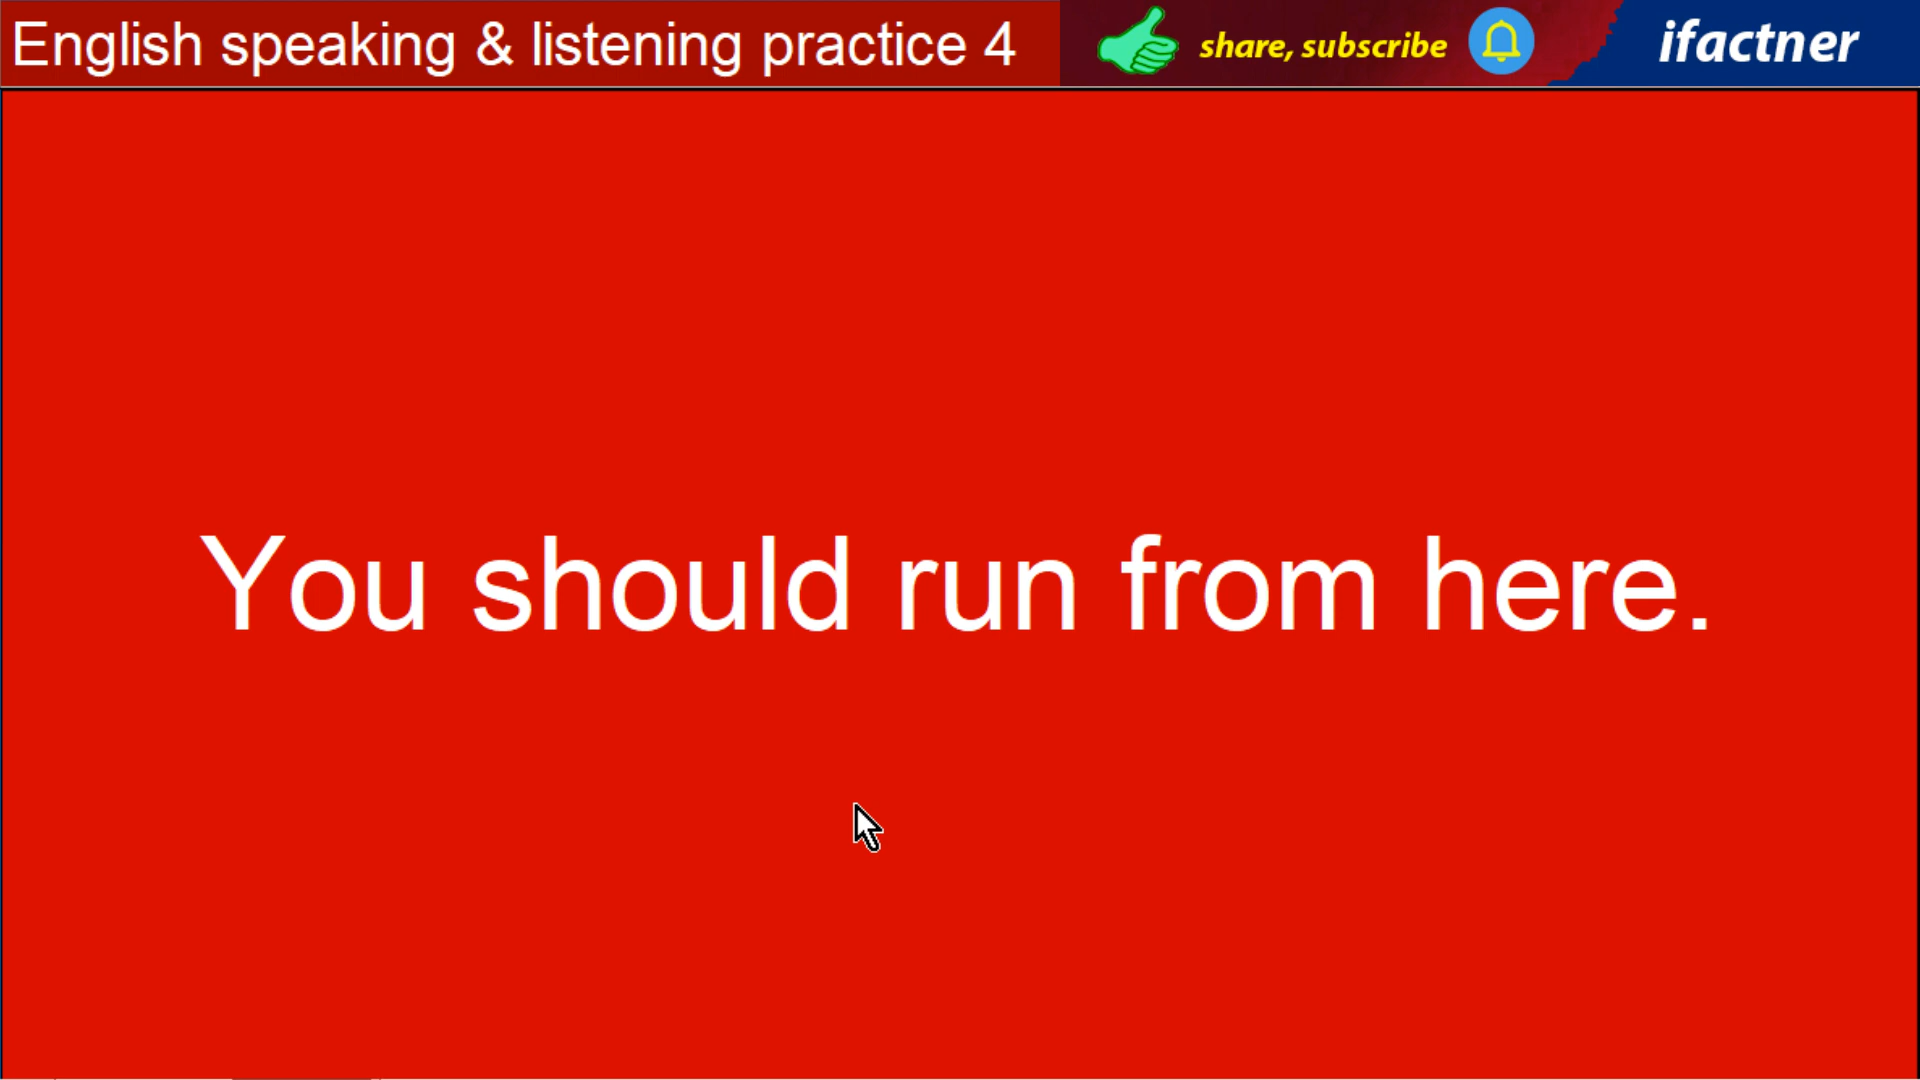 English speaking & listening practice 4
share, subscribe
ifactner
You should run from here.